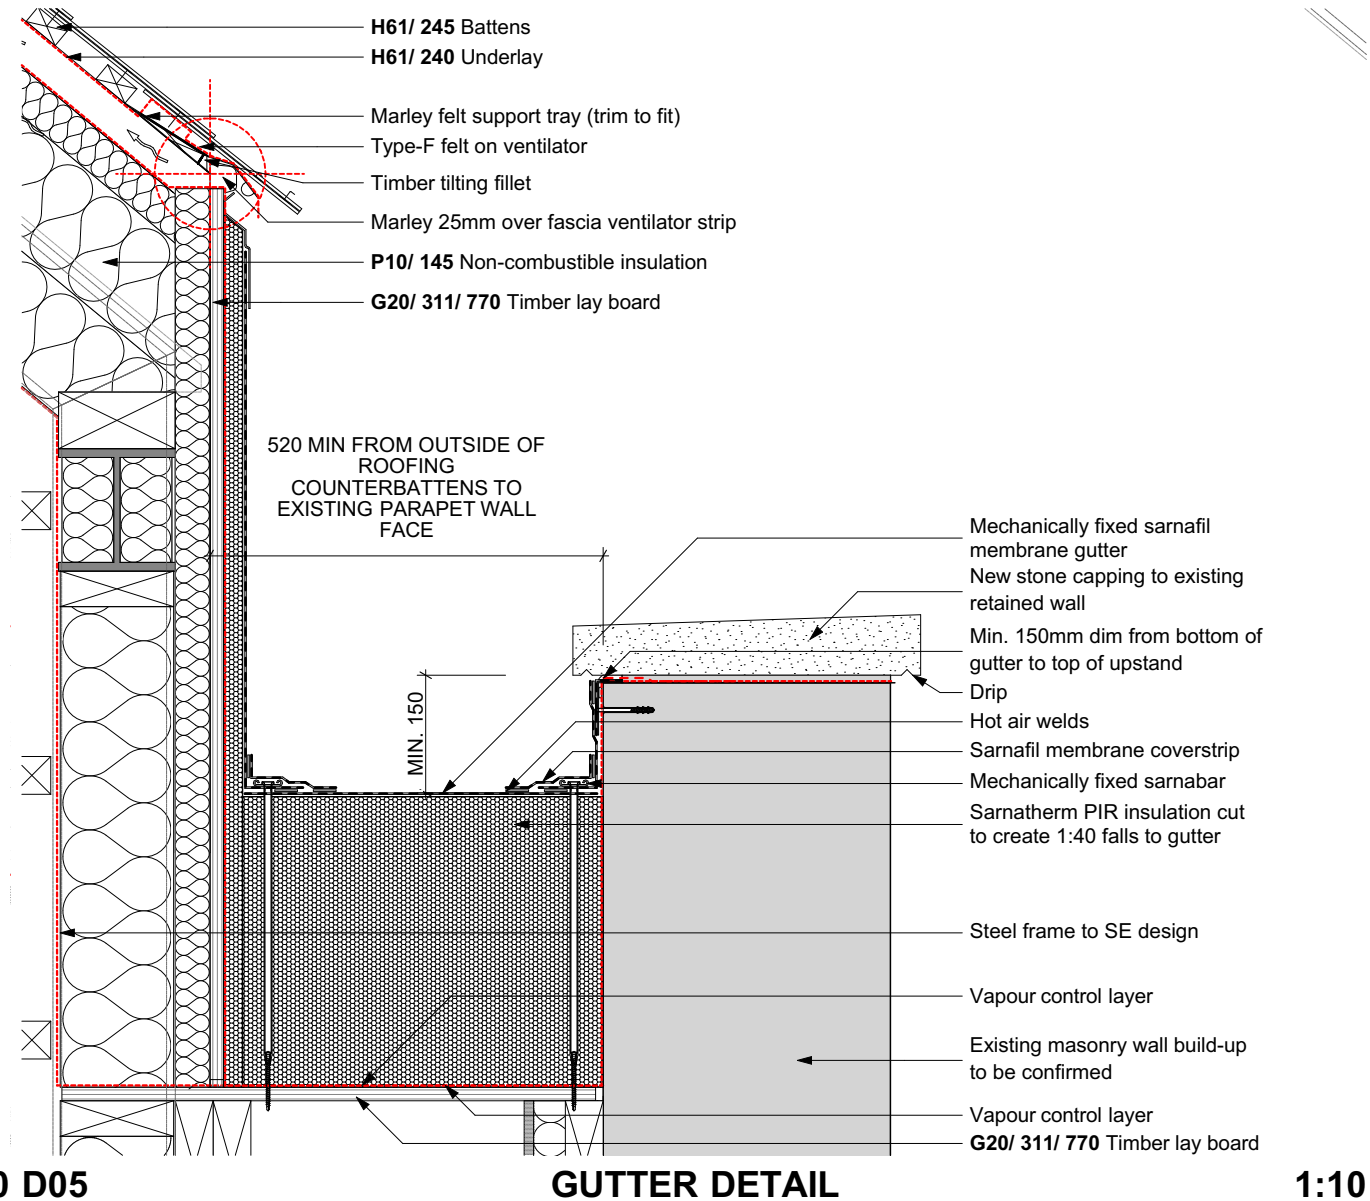 H61/ 245 Battens
H61/ 240 Underlay
Marley felt support tray (trim to fit)
Type-F felt on ventilator
Timber tilting fillet
Marley 25mm over fascia ventilator strip
P10/ 145 Non-combustible insulation
G20/ 311/ 770 Timber lay board
520 MIN FROM OUTSIDE OF
ROOFING
COUNTERBATTENS TO
EXISTING PARAPET WALL
FACE
MIN. 150
Mechanically fixed sarnafil
membrane gutter
New stone capping to existing
retained wall
Min. 150mm dim from bottom of
gutter to top of upstand
Drip
Hot air welds
Sarnafil membrane coverstrip
Mechanically fixed sarnabar
Sarnatherm PIR insulation cut
to create 1:40 falls to gutter
Steel frame to SE design
Vapour control layer
Existing masonry wall build-up
to be confirmed
Vapour control layer
G20/ 311/ 770 Timber lay board
D05
GUTTER DETAIL
1:10